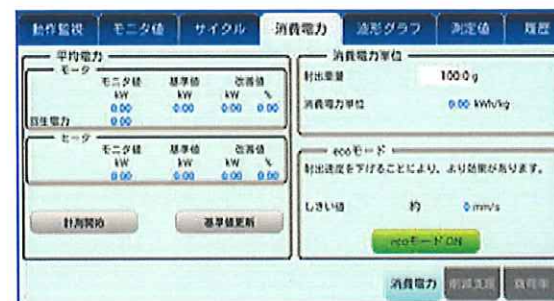 動作監視 モニタ値 サイクル 消費電力 波形グラフ 測定値 履歴
平均電力
モータ
モニタ値 基準値 改善値
kW kW kW %
0.00 0.00 0.00 0.00
回生電力 0.00
ヒータ
モニタ値 基準値 改善値
kW kW kW %
0.00 0.00 0.00 0.00
計測開始 基準値更新
消費電力単位
射出重量 100.0 g
消費電力単位 0.00 kWh/kg
ecoモード
射出速度を下げることにより、より効果があります。
しきい値 約 0 mm/s
ecoモード ON
消費電力 削減支援 負荷率